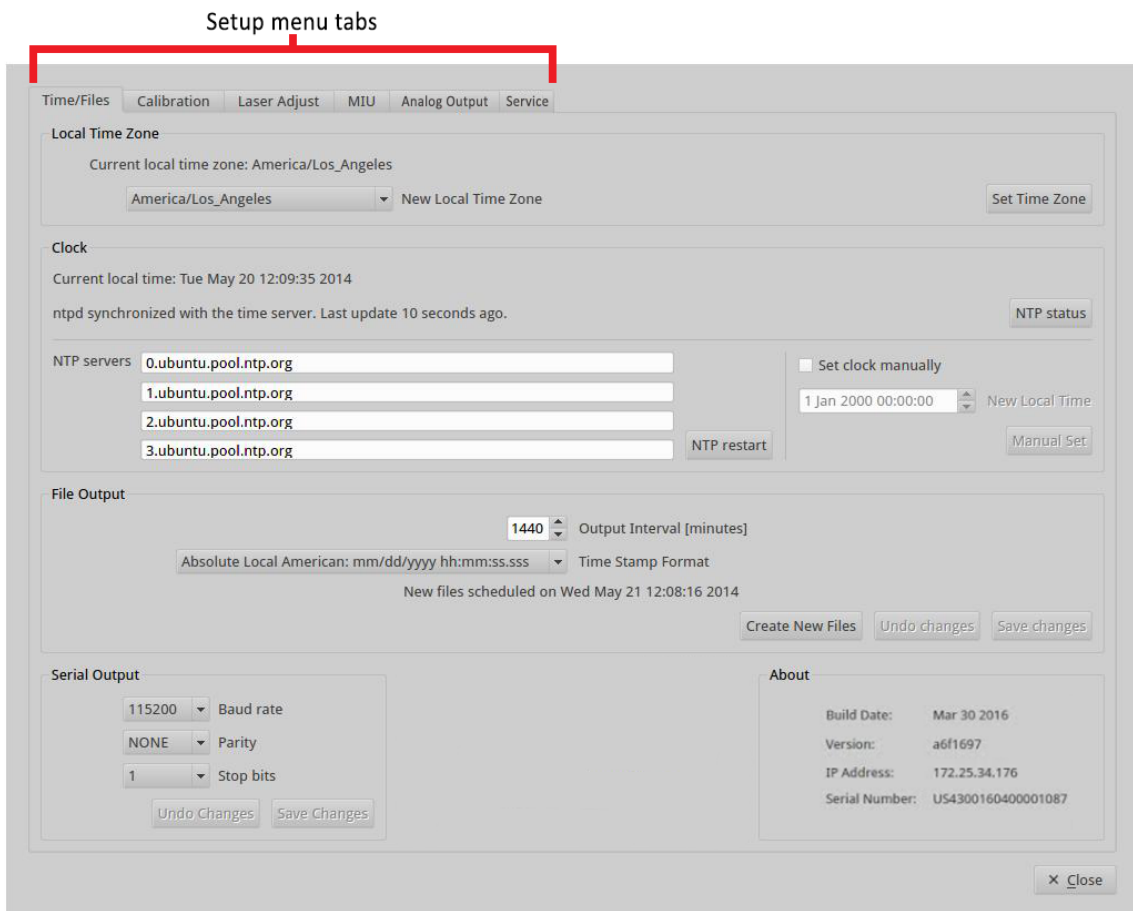 Setup menu tabs
Time/Files Calibration Laser Adjust MIU Analog Output Service
Local Time Zone
Current local time zone: America/Los_Angeles
America/Los_Angeles New Local Time Zone Set Time Zone
Clock
Current local time: Tue May 20 12:09:35 2014
ntpd synchronized with the time server. Last update 10 seconds ago. NTP status
NTP servers 0.ubuntu.pool.ntp.org Set clock manually
1.ubuntu.pool.ntp.org 1 Jan 2000 00:00:00 New Local Time
2.ubuntu.pool.ntp.org Manual Set
3.ubuntu.pool.ntp.org NTP restart
File Output
1440 Output Interval [minutes]
Absolute Local American: mm/dd/yyyy hh:mm:ss.sss Time Stamp Format
New files scheduled on Wed May 21 12:08:16 2014
Create New Files Undo changes Save changes
Serial Output
115200 Baud rate
NONE Parity
1 Stop bits
Undo Changes Save Changes
About
Build Date: Mar 30 2016
Version: a6f1697
IP Address: 172.25.34.176
Serial Number: US4300160400001087
Close